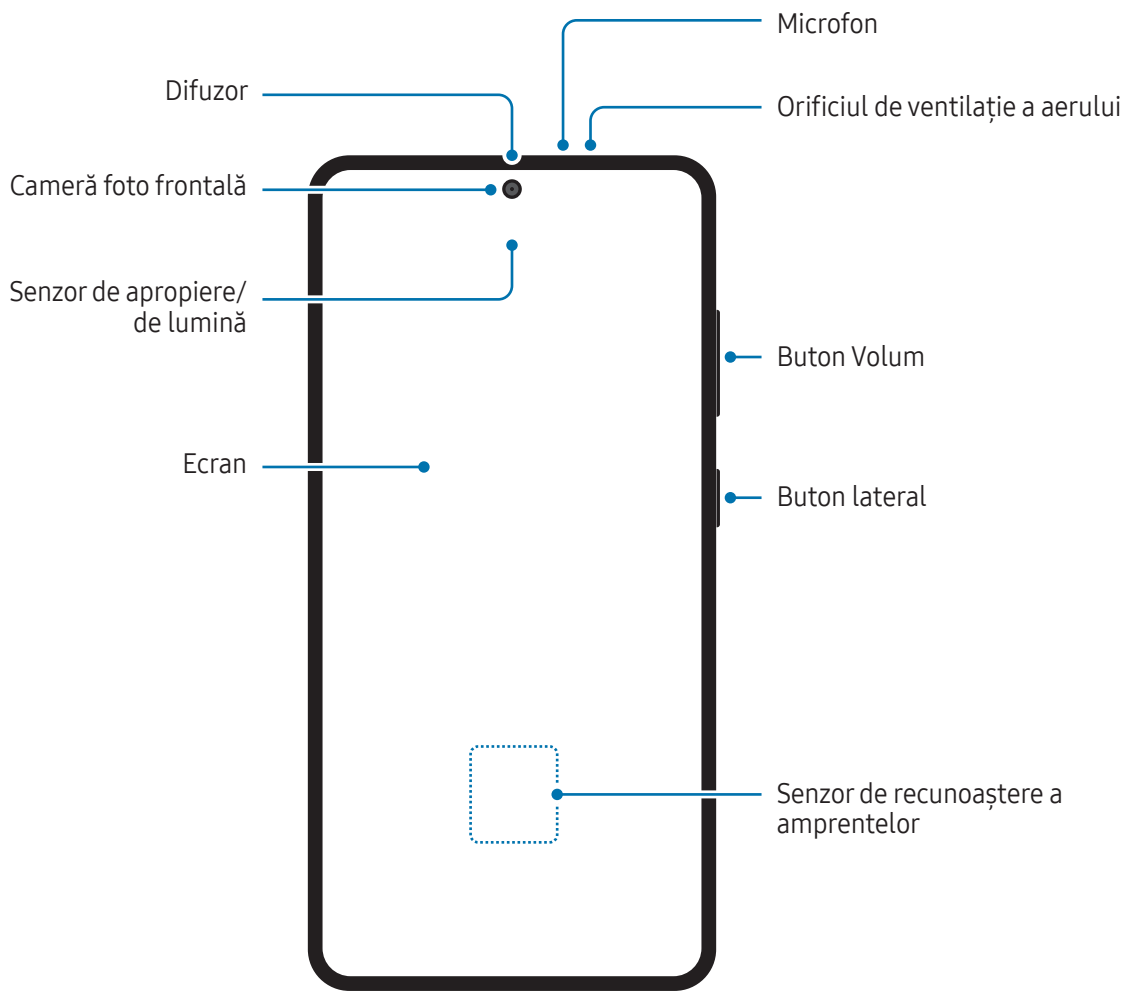 Microfon
Difuzor
Orificiul de ventilație a aerului
Cameră foto frontală
Senzor de apropiere/
de lumină
Buton Volum
Ecran
Buton lateral
Senzor de recunoaștere a
amprentelor